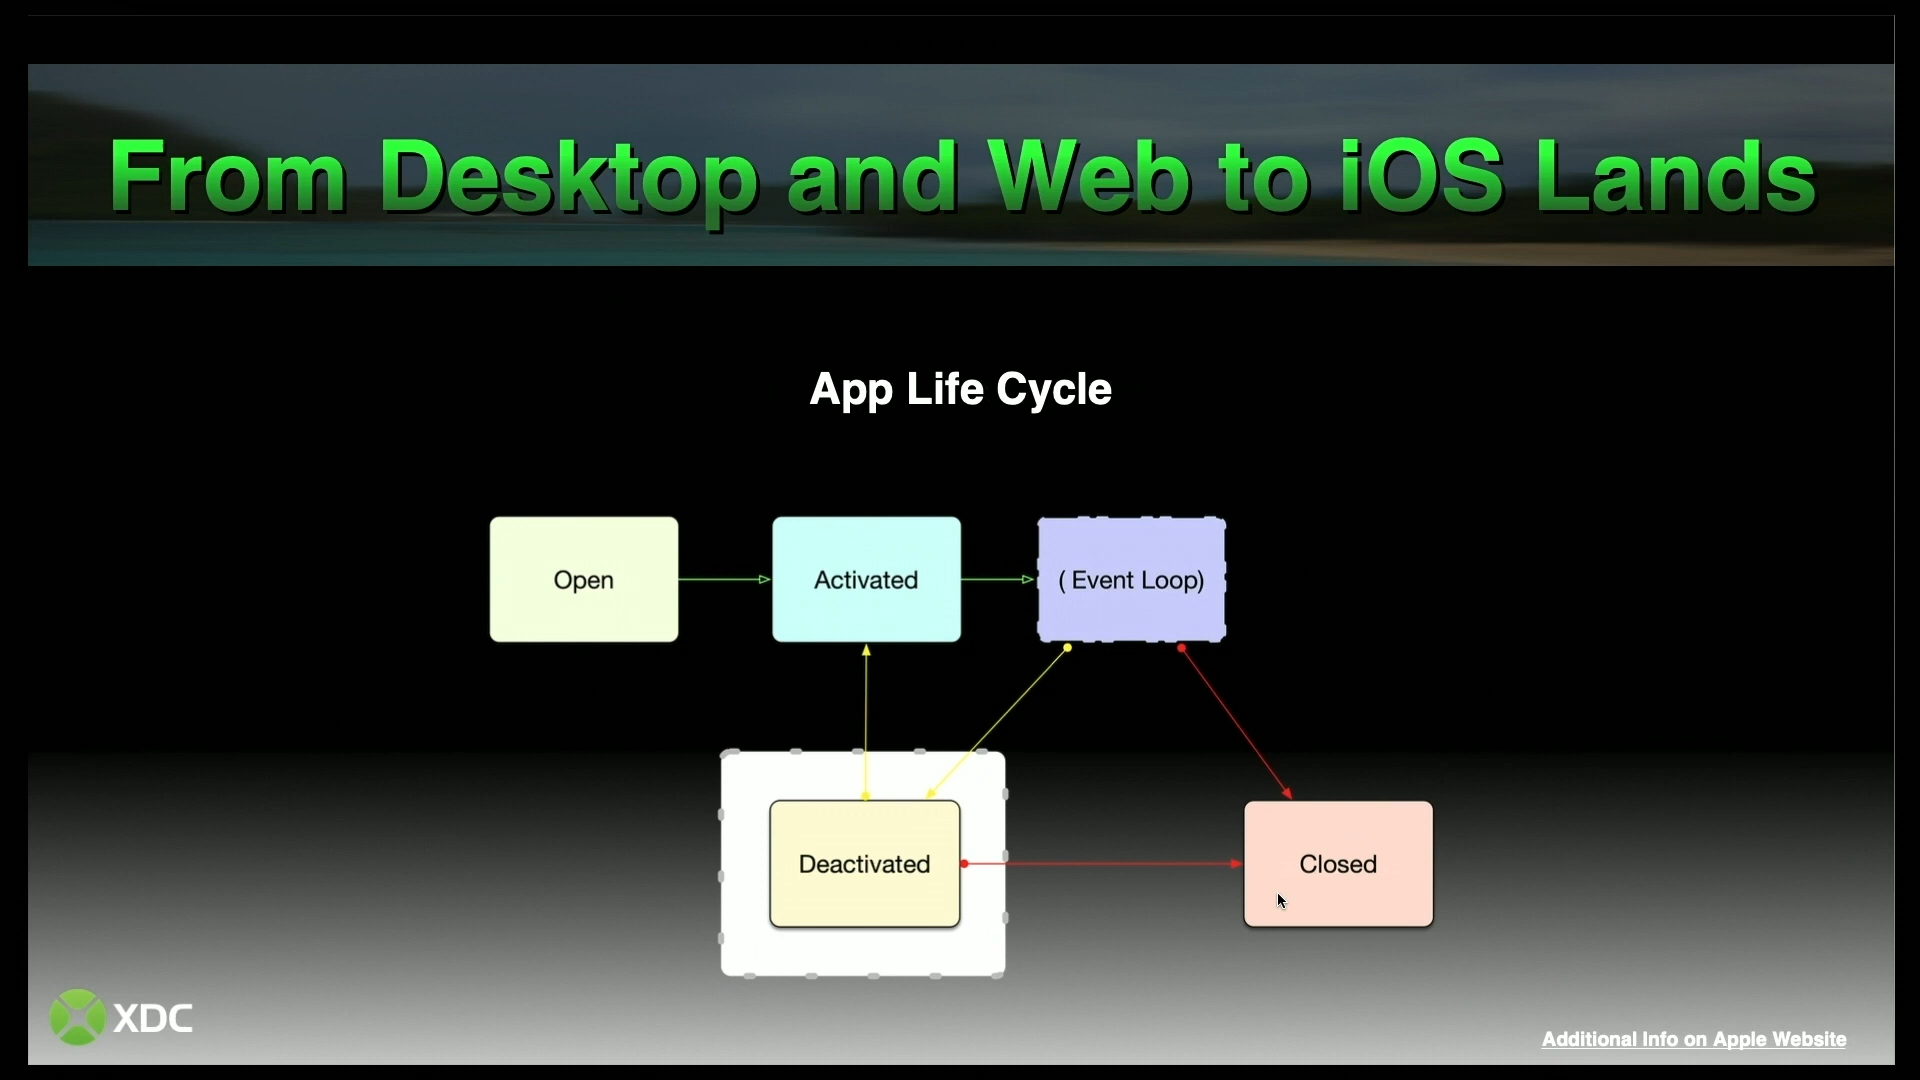 From Desktop and Web to iOS Lands
App Life Cycle
Open
Activated
( Event Loop)
Deactivated
Closed
XDC
Additional Info on Apple Website